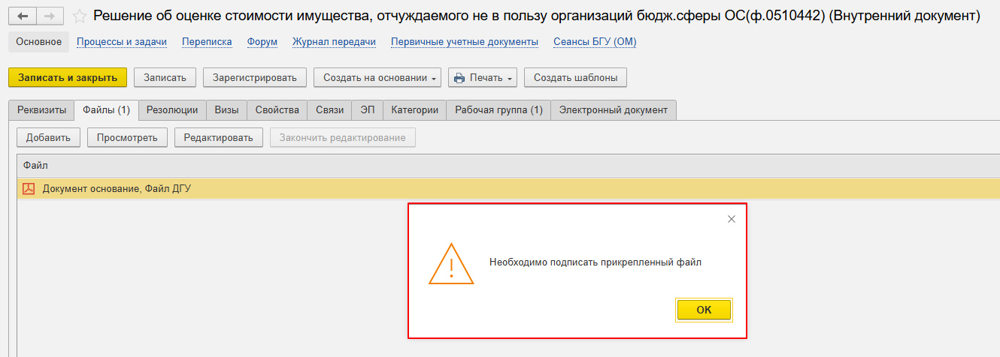 Решение об оценке стоимости имущества, отчуждаемого не в пользу организаций бюдж.сферы ОС(ф.0510442) (Внутренний документ)
Основное Процессы и задачи Переписка Форум Журнал передачи Первичные учетные документы Сеансы БГУ (ОМ)
Записать и закрыть Записать Зарегистрировать Создать на основании Печать Создать шаблоны
Реквизиты Файлы (1) Резолюции Визы Свойства Связи ЭП Категории Рабочая группа (1) Электронный документ
Добавить Просмотреть Редактировать Закончить редактирование
Файл
Документ основание, Файл ДГУ
Необходимо подписать прикрепленный файл
ОК